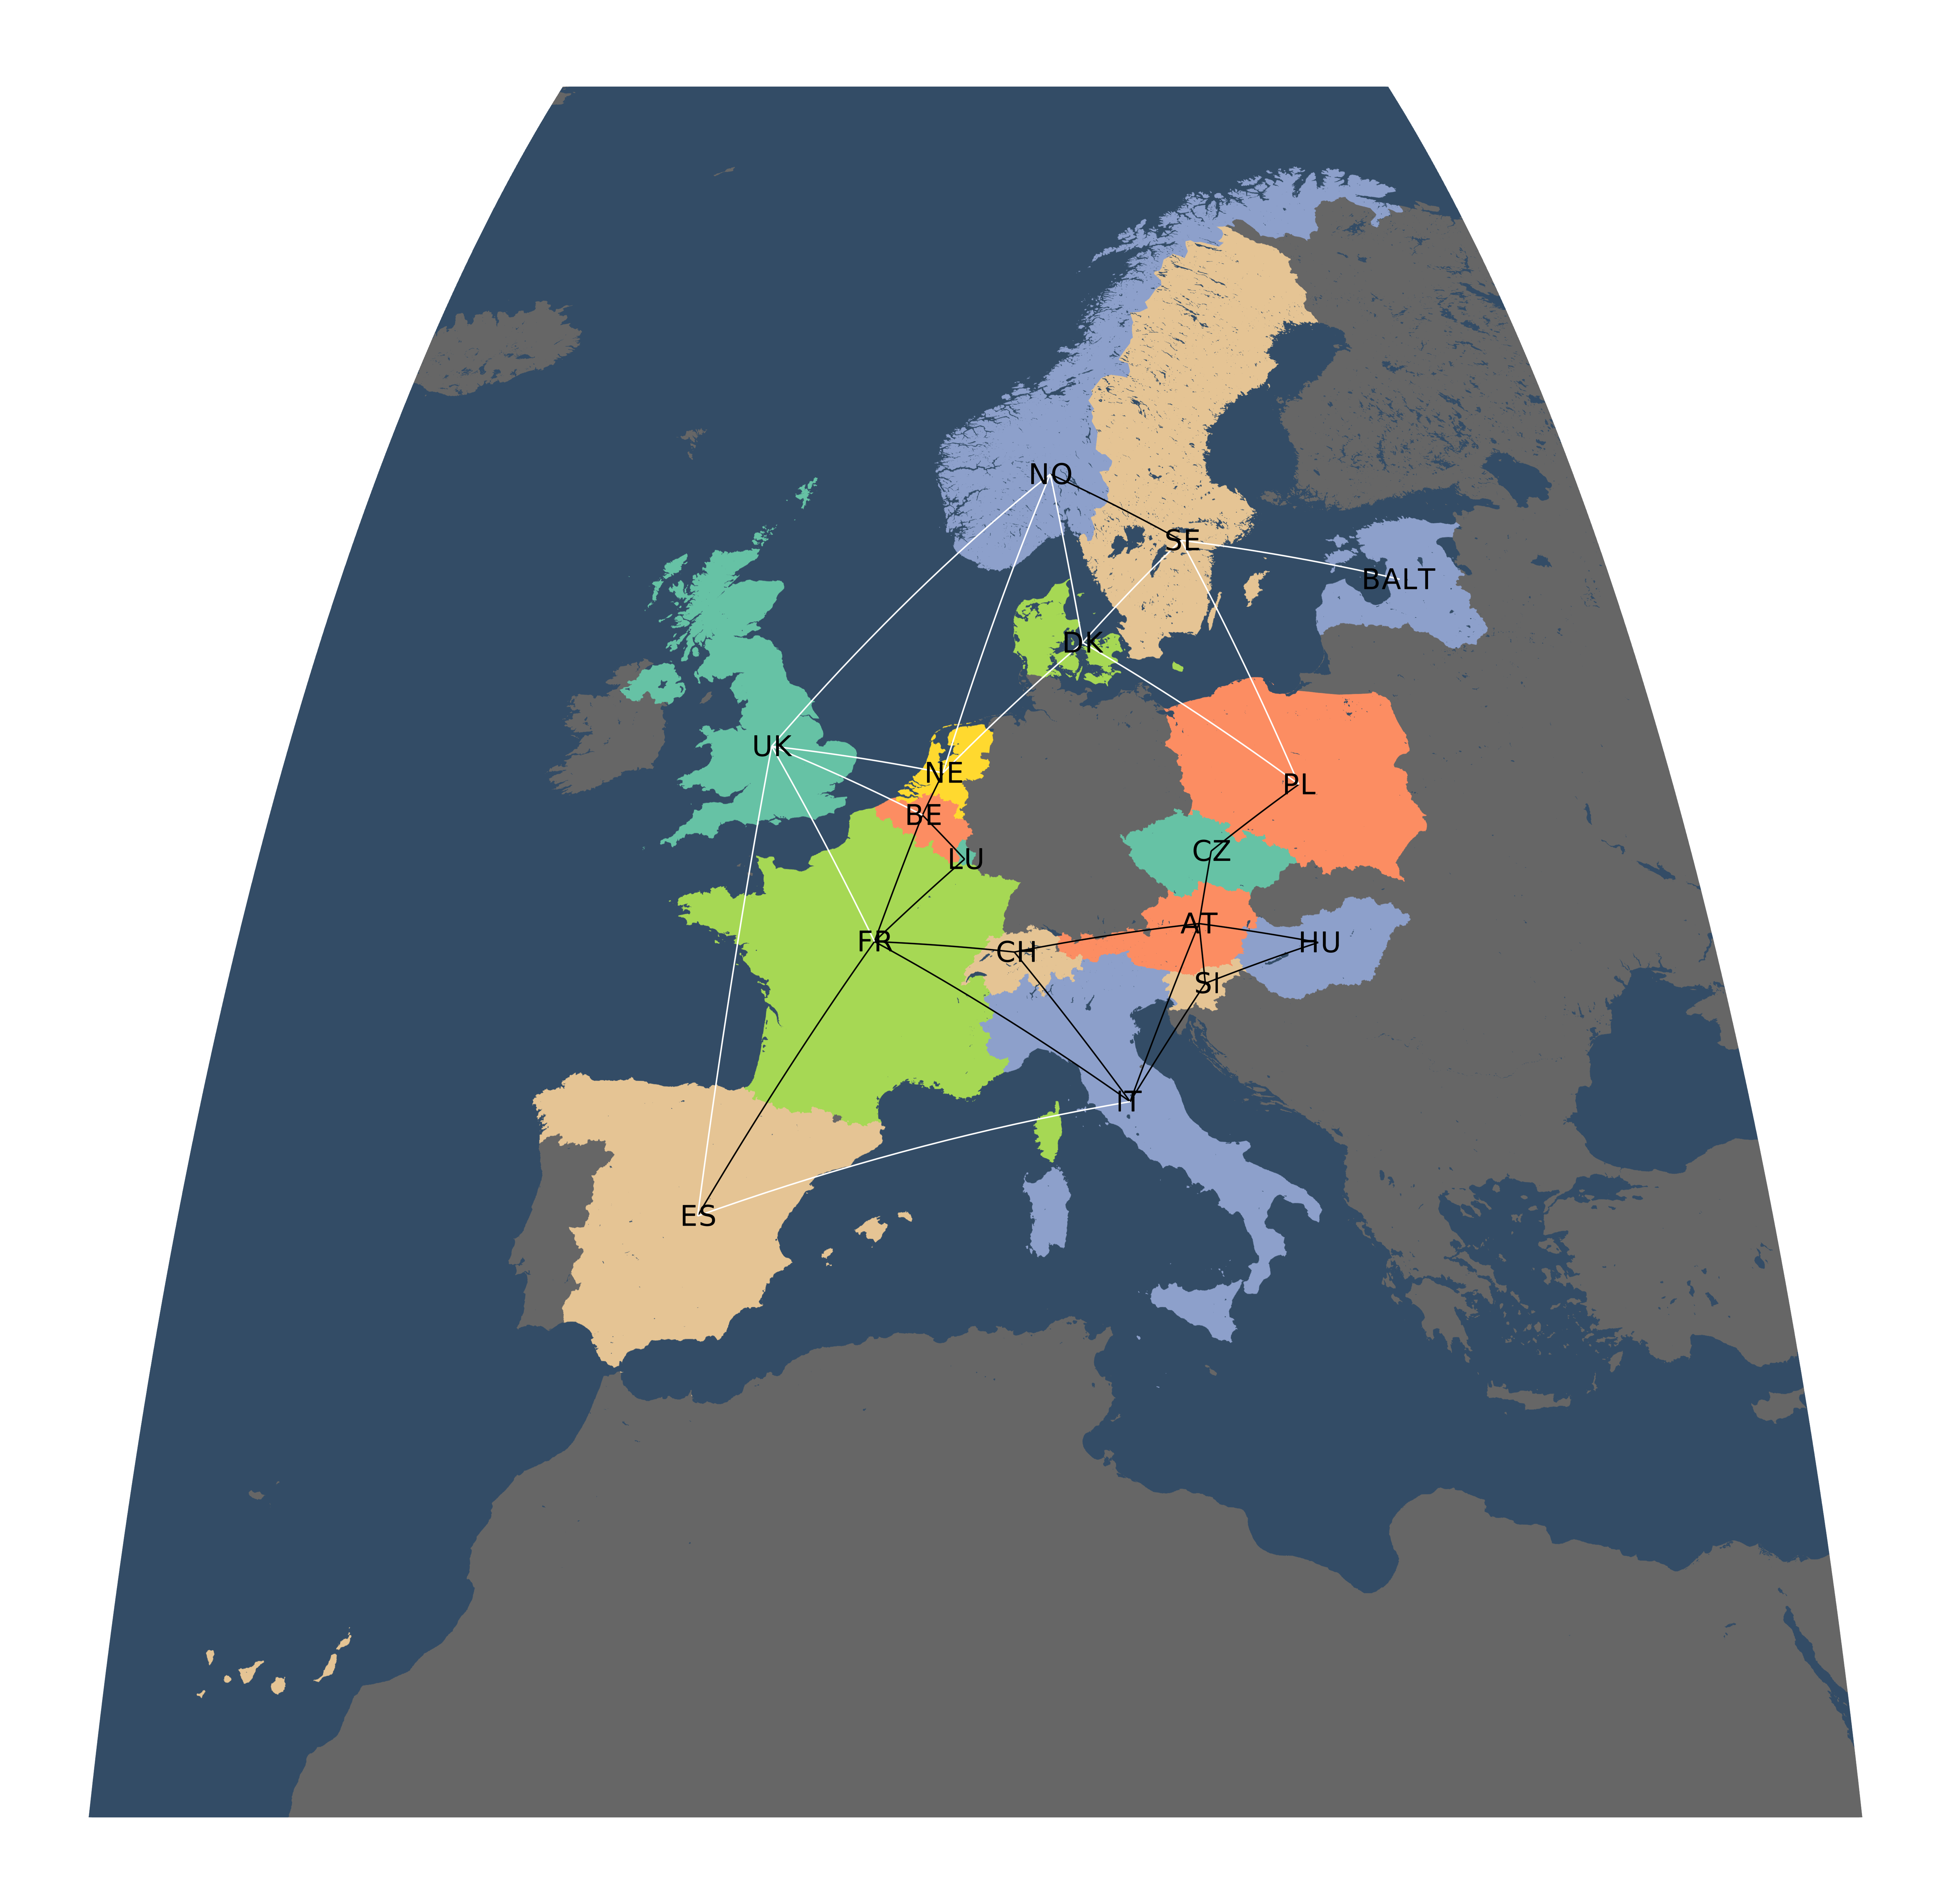 NO
SE
BALT
DK
UK
NE
PL
BE
CZ
LU
AT
FR
HU
CH
SI
IT
ES